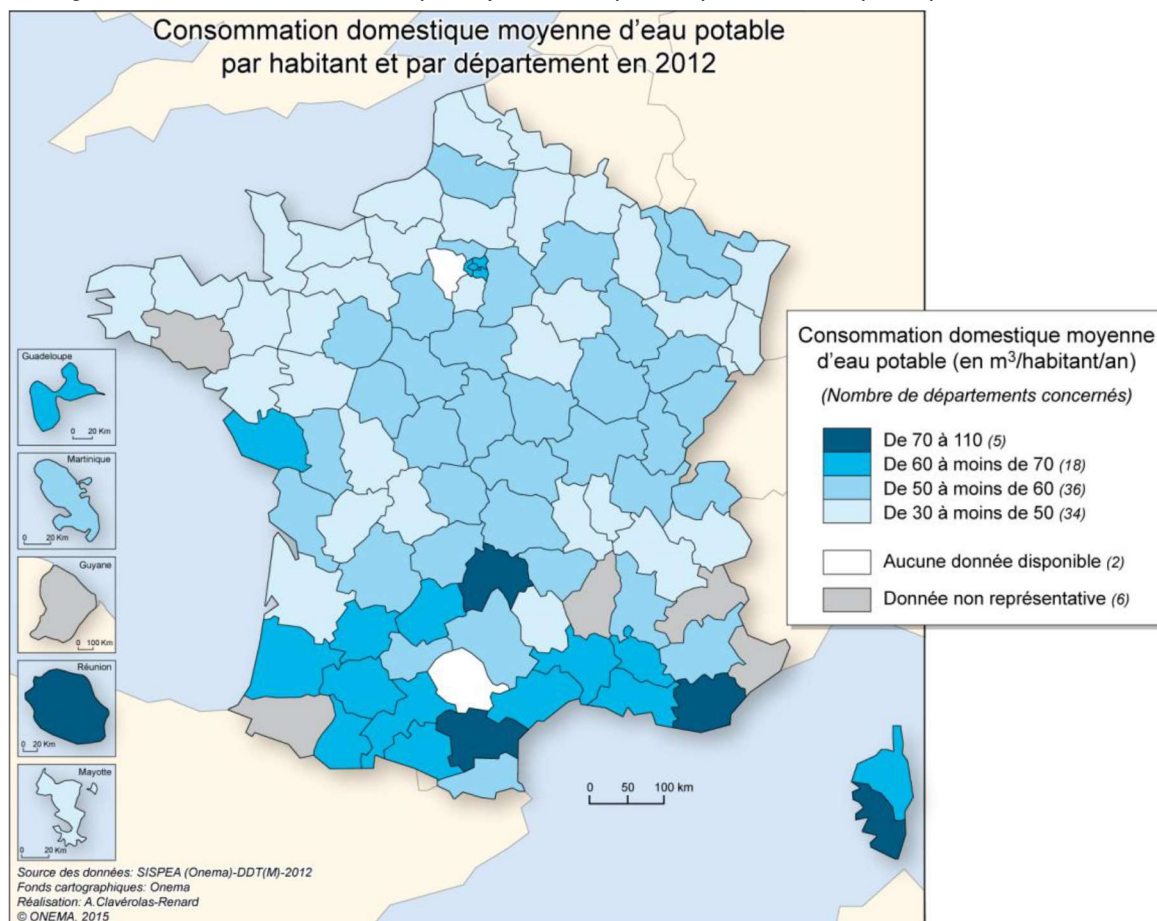 Consommation domestique moyenne d'eau potable
par habitant et par département en 2012
Guadeloupe
0 20 Km
Martinique
0 20 Km
Guyane
0 100 Km
Réunion
0 20 Km
Mayotte
0 20 Km
0 50 100 km
Consommation domestique moyenne
d'eau potable (en m³/habitant/an)
(Nombre de départements concernés)
De 70 à 110 (5)
De 60 à moins de 70 (18)
De 50 à moins de 60 (36)
De 30 à moins de 50 (34)
Aucune donnée disponible (2)
Donnée non représentative (6)
Source des données: SISPEA (Onema)-DDT(M)-2012
Fonds cartographiques: Onema
Réalisation: A.Clavérolas-Renard
© ONEMA, 2015